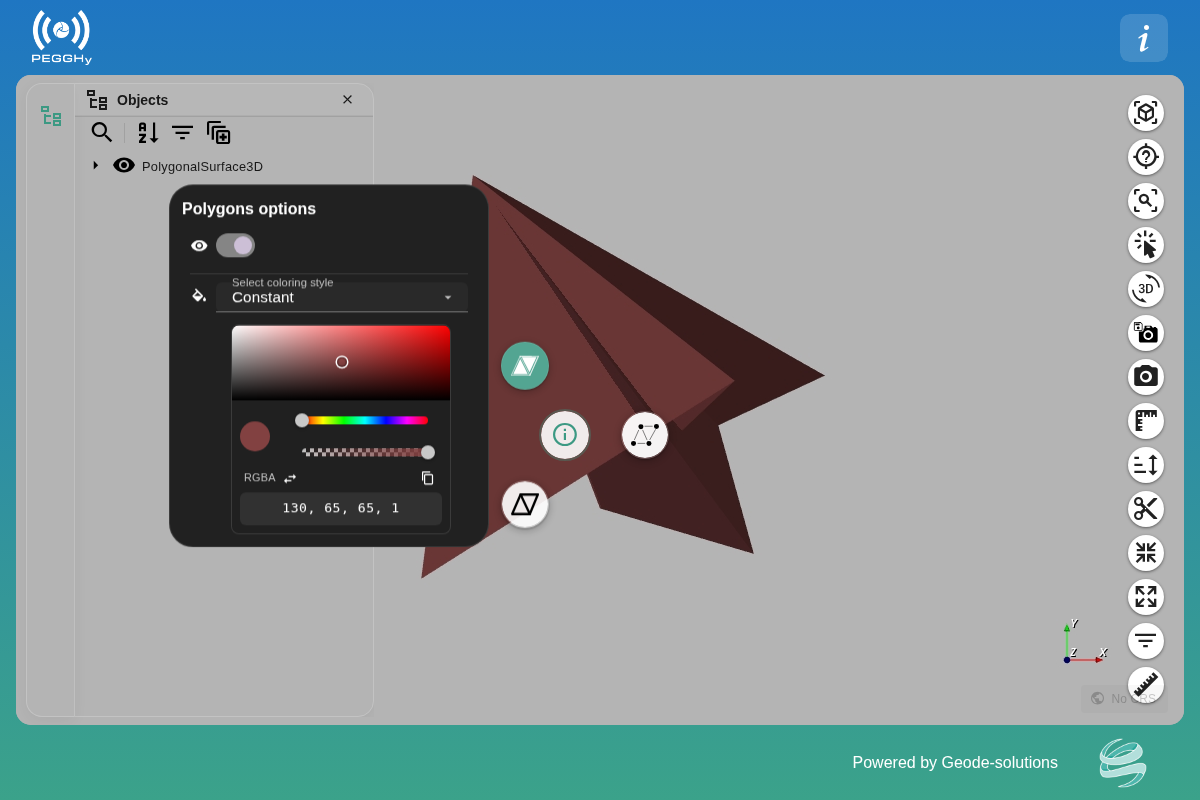 PEGGHy
i
Objects
A
Z
PolygonalSurface3D
Polygons options
Select coloring style
Constant
RGBA
130, 65, 65, 1
3D
Y
Z
X
No CRS
Powered by Geode-solutions